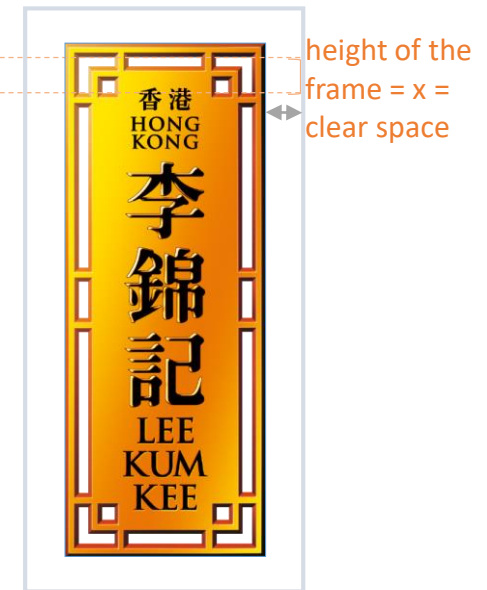 香港
HONG
KONG
李
錦
記
LEE
KUM
KEE
height of the
frame = x =
clear space